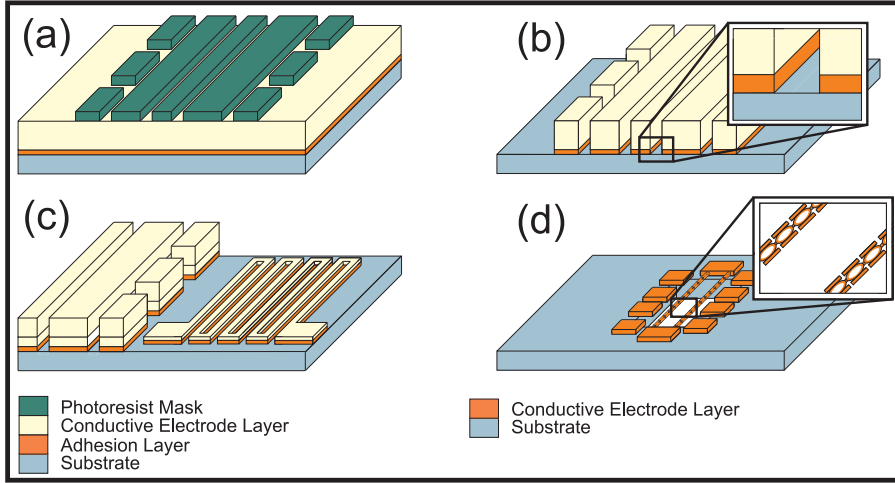 (a)
(b)
(c)
(d)
Photoresist Mask
Conductive Electrode Layer
Adhesion Layer
Substrate
Conductive Electrode Layer
Substrate